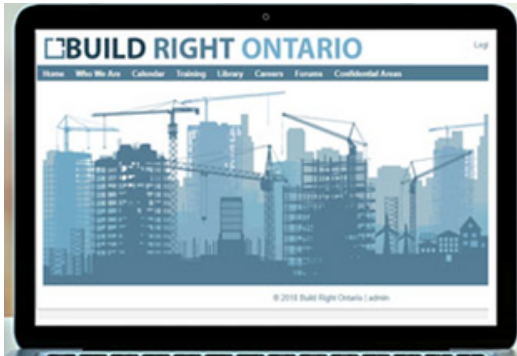 BUILD RIGHT ONTARIO
Home Who We Are Calendar Training Library Careers Forums Confidential Areas
© 2018 Build Right Ontario | admin